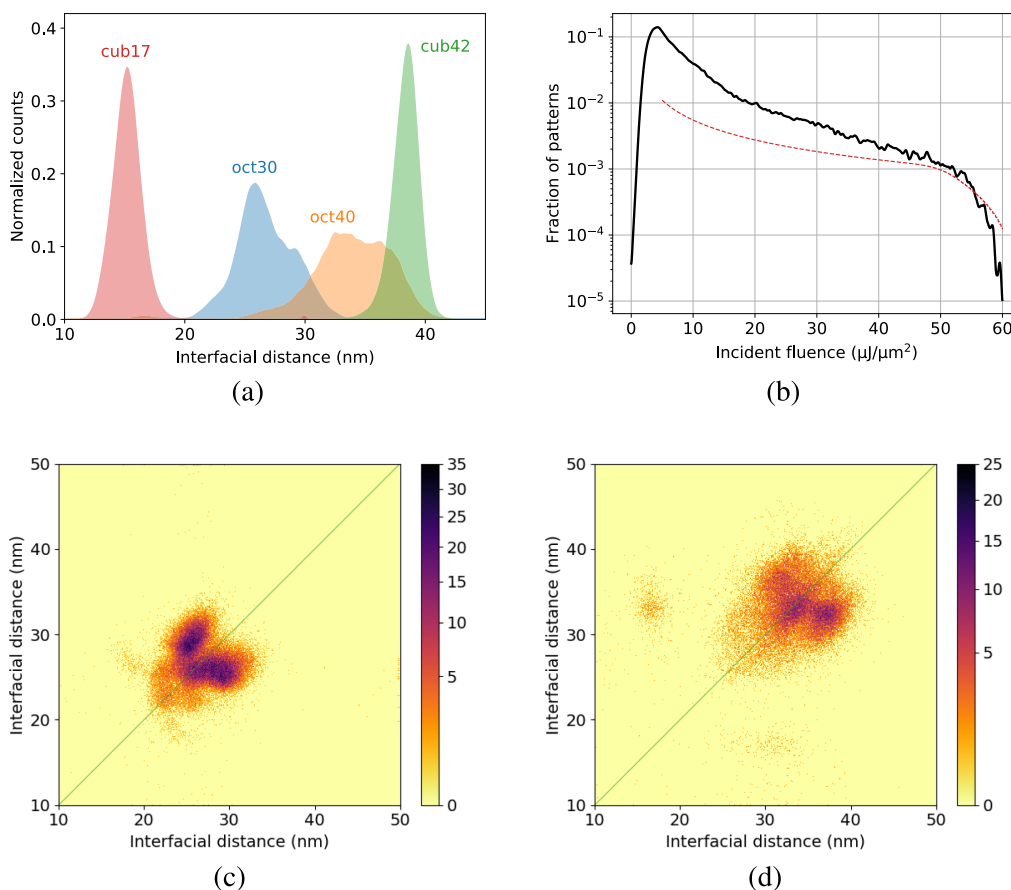 cub17
cub42
oct30
oct40
0.4
0.3
0.2
0.1
0.0
10 20 30 40
Normalized counts
Interfacial distance (nm)
(a)
10⁻¹
10⁻²
10⁻³
10⁻⁴
10⁻⁵
0 10 20 30 40 50 60
Fraction of patterns
Incident fluence (µJ/µm²)
(b)
50
40
30
20
10
10 20 30 40 50
Interfacial distance (nm)
Interfacial distance (nm)
35
30
25
20
15
10
5
0
(c)
50
40
30
20
10
10 20 30 40 50
Interfacial distance (nm)
Interfacial distance (nm)
25
20
15
10
5
0
(d)